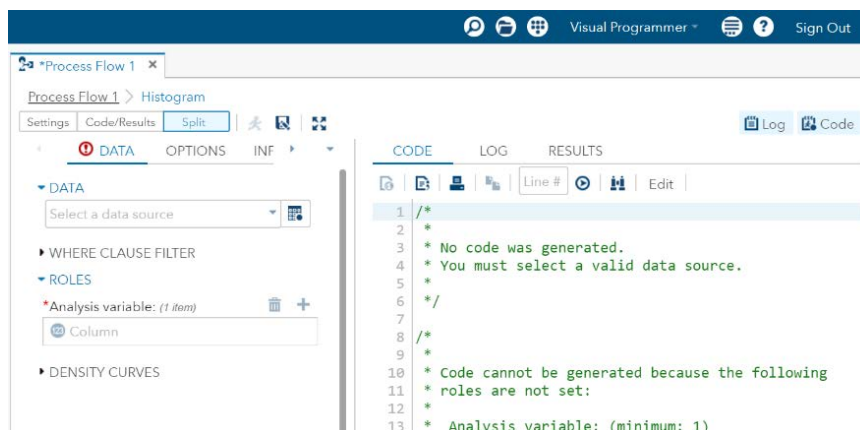 Visual Programmer
Sign Out
*Process Flow 1
Process Flow 1 > Histogram
Settings Code/Results Split
Log Code
DATA OPTIONS INF
CODE LOG RESULTS
DATA
Line # Edit
Select a data source
WHERE CLAUSE FILTER
ROLES
*Analysis variable: (1 item)
123 Column
DENSITY CURVES
1 /*
2 *
3 * No code was generated.
4 * You must select a valid data source.
5 *
6 */
7
8 /*
9 *
10 * Code cannot be generated because the following
11 * roles are not set:
12 *
13 * Analysis variable: (minimum: 1)